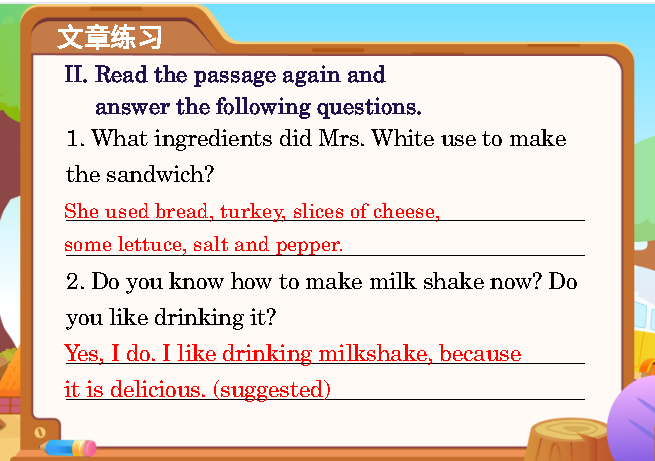 文章练习
II. Read the passage again and
answer the following questions.
1. What ingredients did Mrs. White use to make
the sandwich?
She used bread, turkey, slices of cheese,
some lettuce, salt and pepper.
2. Do you know how to make milk shake now? Do
you like drinking it?
Yes, I do. I like drinking milkshake, because
it is delicious. (suggested)